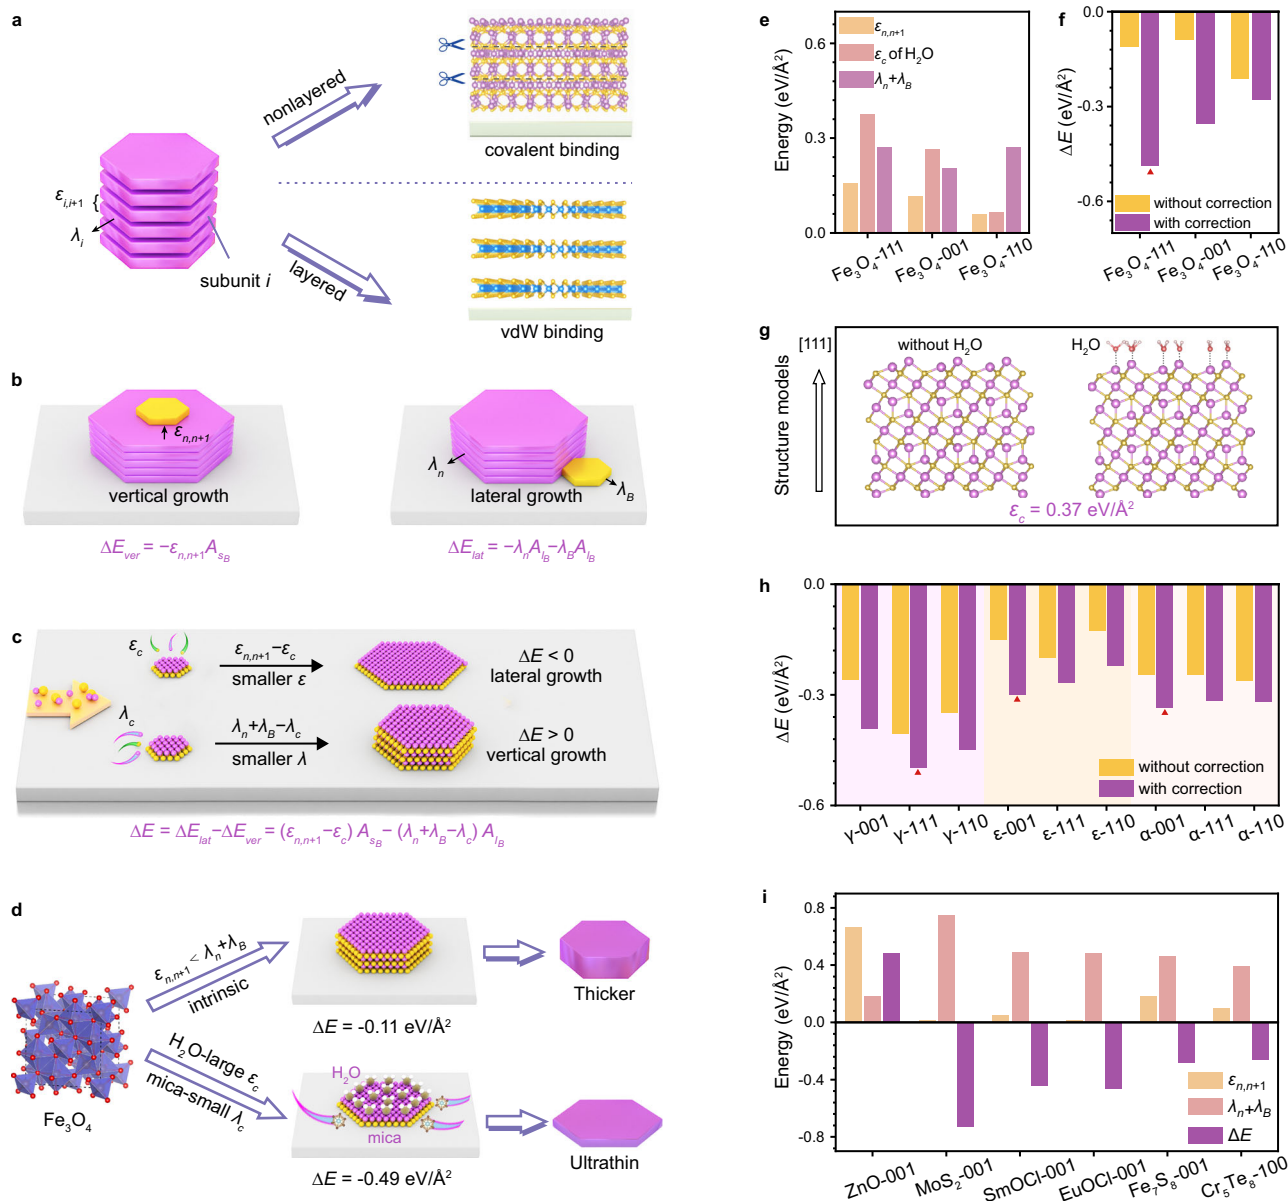 a
nonlayered
covalent binding
ε_{i,i+1}
λ_i
subunit i
layered
vdW binding
b
ε_{n,n+1}
vertical growth
λ_n
lateral growth
λ_B
ΔE_{ver} = −ε_{n,n+1}A_{s_B}
ΔE_{lat} = −λ_nA_{l_B}−λ_BA_{l_B}
c
ε_c
ε_{n,n+1}−ε_c
smaller ε
ΔE < 0
lateral growth
λ_c
λ_n+λ_B−λ_c
smaller λ
ΔE > 0
vertical growth
ΔE = ΔE_{lat}−ΔE_{ver} = (ε_{n,n+1}−ε_c) A_{s_B} − (λ_n+λ_B−λ_c) A_{l_B}
d
ε_{n,n+1} < λ_n+λ_B
intrinsic
Thicker
ΔE = -0.11 eV/Å²
H₂O-large ε_c
mica-small λ_c
Fe₃O₄
H₂O
mica
Ultrathin
ΔE = -0.49 eV/Å²
e
Energy (eV/Å²)
0.6
0.3
0.0
ε_{n,n+1}
ε_c of H₂O
λ_n+λ_B
Fe₃O₄-111
Fe₃O₄-001
Fe₃O₄-110
f
ΔE (eV/Å²)
0.0
-0.3
-0.6
without correction
with correction
Fe₃O₄-111
Fe₃O₄-001
Fe₃O₄-110
g
Structure models
[111]
without H₂O
H₂O
ε_c = 0.37 eV/Å²
h
ΔE (eV/Å²)
0.0
-0.3
-0.6
without correction
with correction
γ-001
γ-111
γ-110
ε-001
ε-111
ε-110
α-001
α-111
α-110
i
Energy (eV/Å²)
0.8
0.4
0.0
-0.4
-0.8
ε_{n,n+1}
λ_n+λ_B
ΔE
ZnO-001
MoS₂-001
SmOCl-001
EuOCl-001
Fe₇S₈-001
Cr₅Te₈-100